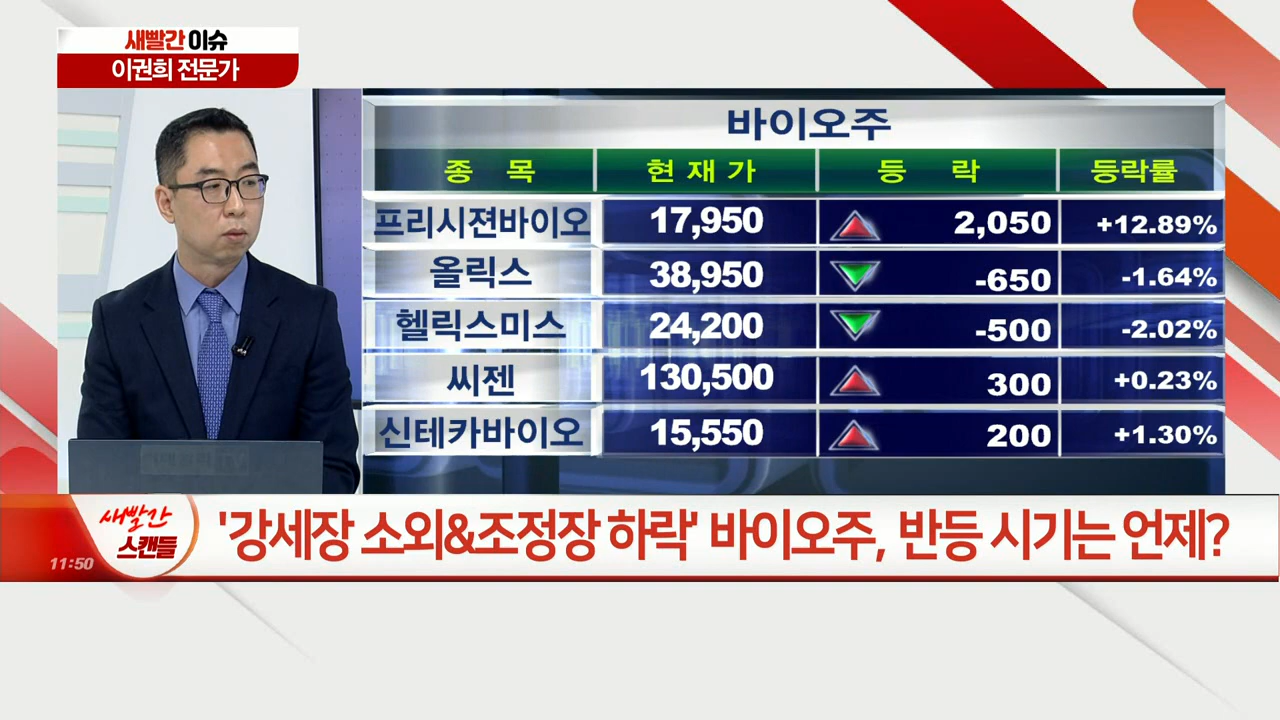 새빨간 이슈
이권희 전문가
바이오주
종 목 현 재 가 등 락 등락률
프리시젼바이오 17,950 2,050 +12.89%
올릭스 38,950 -650 -1.64%
헬릭스미스 24,200 -500 -2.02%
씨젠 130,500 300 +0.23%
신테카바이오 15,550 200 +1.30%
새빨간
스캔들
11:50
'강세장 소외&조정장 하락' 바이오주, 반등 시기는 언제?